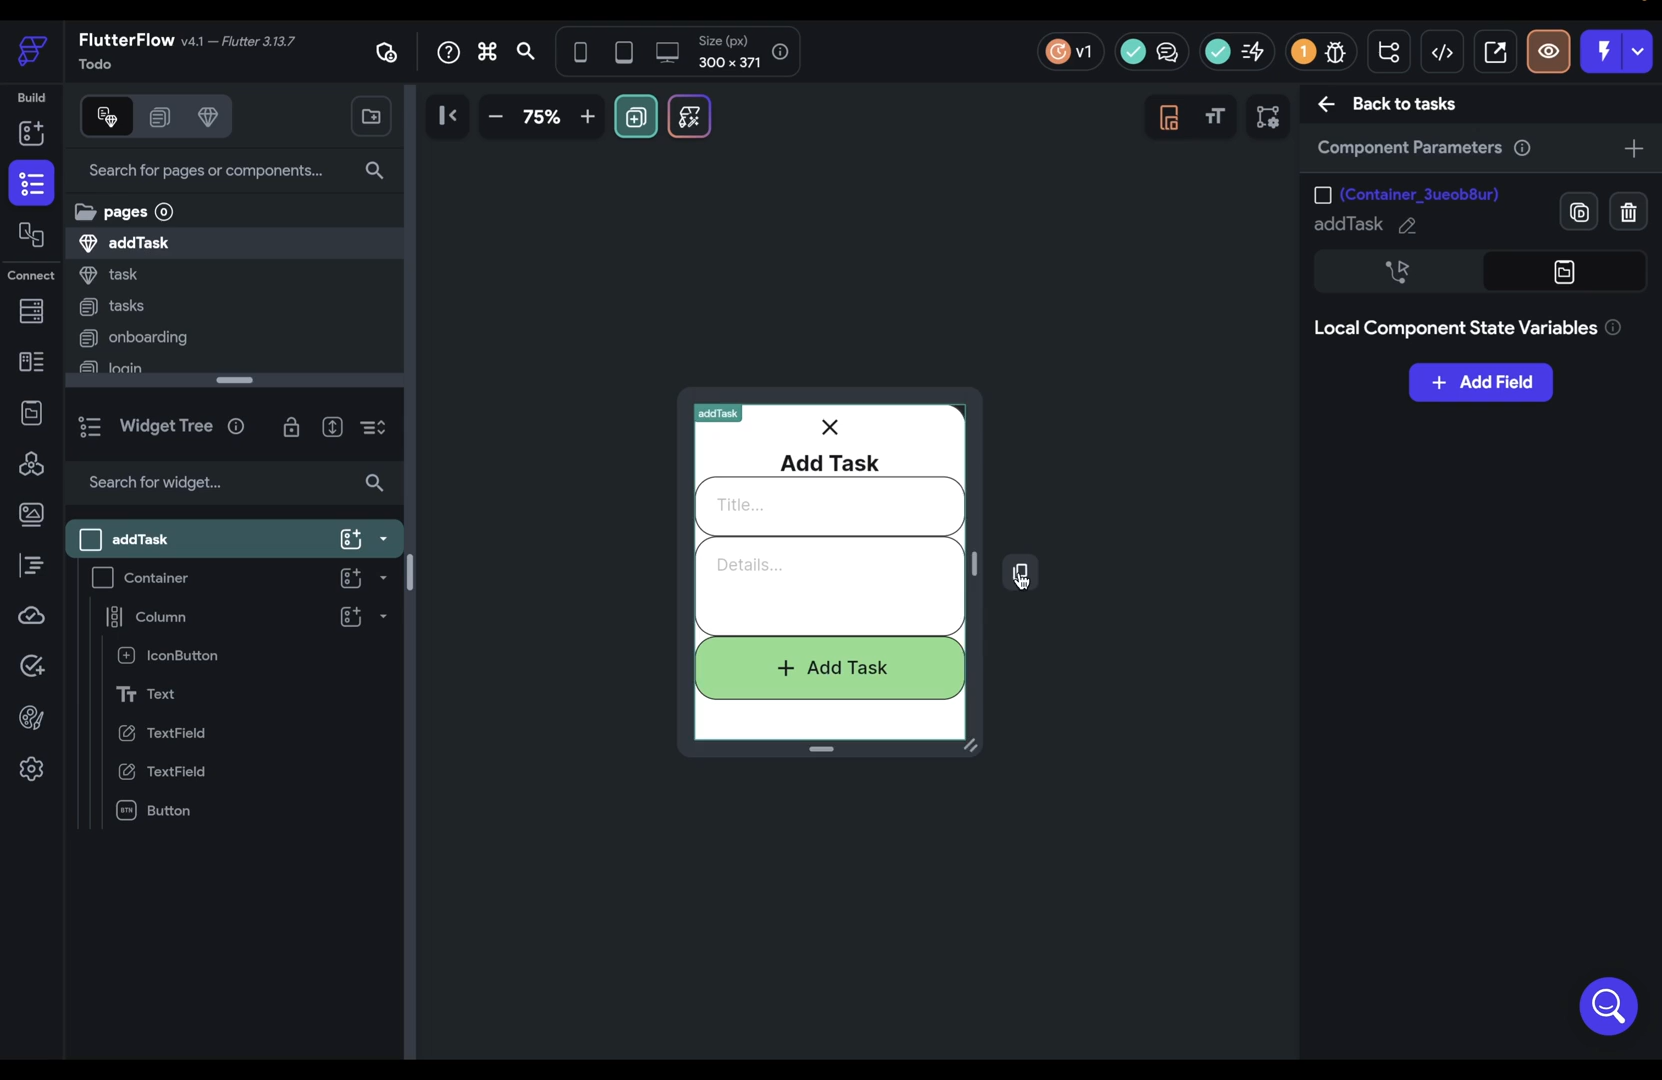 FlutterFlow v4.1 — Flutter 3.13.7
Todo
Size (px)
300 × 371
v1
1
Build
75%
Back to tasks
Search for pages or components...
Component Parameters
pages 0
(Container_3ueob8ur)
addTask
addTask
Connect
task
tasks
onboarding
login
Local Component State Variables
+ Add Field
Widget Tree
Search for widget...
addTask
Container
Column
IconButton
Tт Text
TextField
TextField
BTN Button
addTask
Add Task
Title...
Details...
+ Add Task